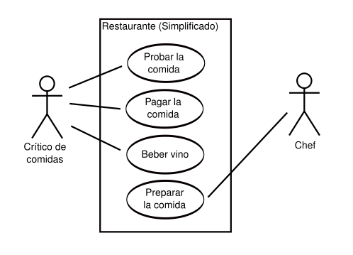 Restaurante (Simplificado)
Probar la
comida
Pagar la
comida
Beber vino
Preparar
la comida
Crítico de
comidas
Chef